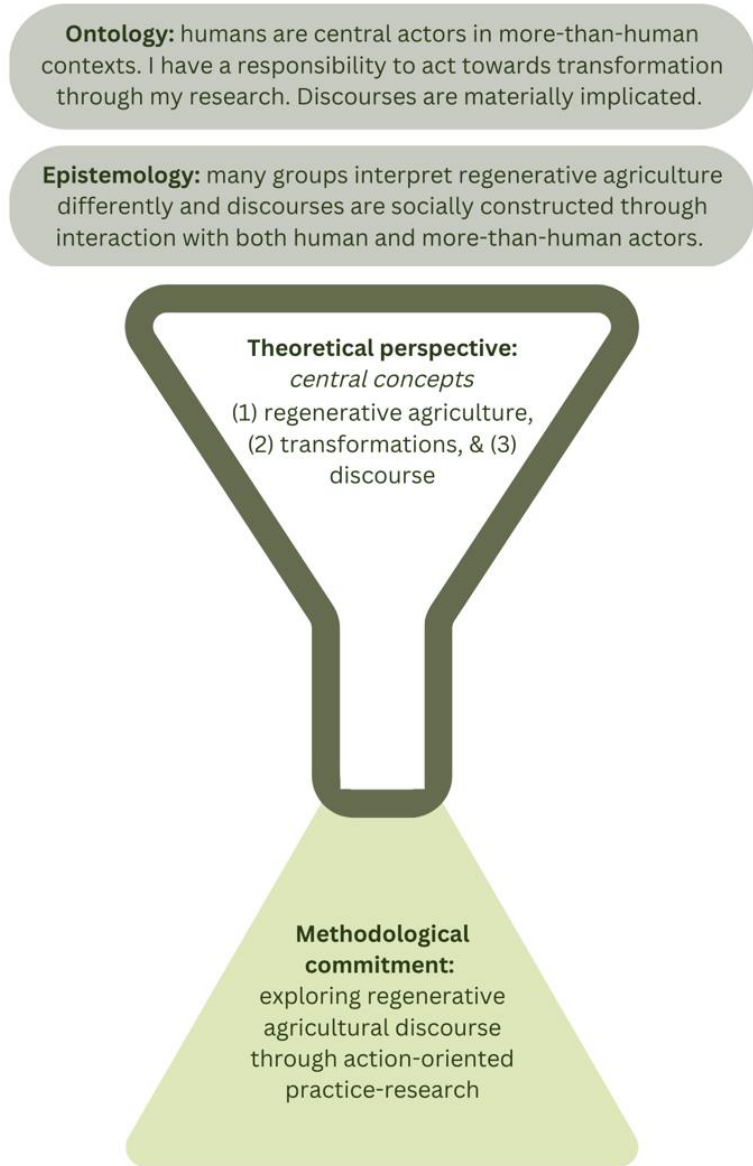 Ontology: humans are central actors in more-than-human
contexts. I have a responsibility to act towards transformation
through my research. Discourses are materially implicated.
Epistemology: many groups interpret regenerative agriculture
differently and discourses are socially constructed through
interaction with both human and more-than-human actors.
Theoretical perspective:
central concepts
(1) regenerative agriculture,
(2) transformations, & (3)
discourse
Methodological
commitment:
exploring regenerative
agricultural discourse
through action-oriented
practice-research